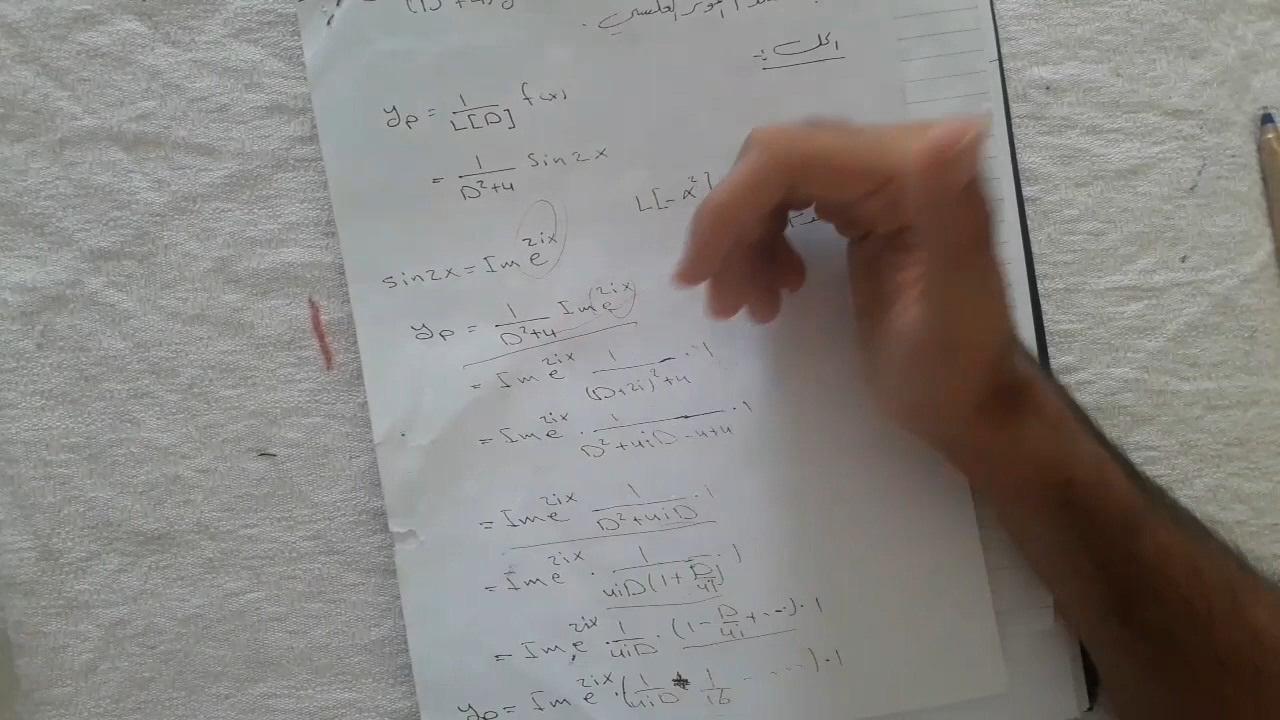 المؤثر العكسي .
الحل :-
yₚ = 1/L[D] f(x)
= 1/(D²+4) sin2x
L[-α²]
sin2x = Im e^{2ix}
yₚ = 1/(D²+4) Im e^{2ix}
= Im e^{2ix} 1/((D+2i)²+4) · 1
= Im e^{2ix} · 1/(D²+4iD-4+4) · 1
= Im e^{2ix} 1/(D²+4iD) · 1
= Im e^{2ix} · 1/(4iD(1+D/4i)) · 1
= Im e^{2ix} · 1/4iD · (1 - D/4i + ...) · 1
yₚ = Im e^{2ix} · (1/4iD + 1/16 - ....) · 1